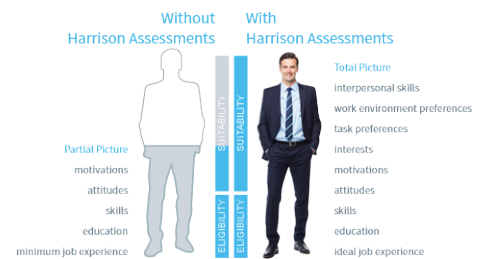 Without
Harrison Assessments
With
Harrison Assessments
Partial Picture
motivations
attitudes
skills
education
minimum job experience
SUITABILITY
ELIGIBILITY
SUITABILITY
ELIGIBILITY
Total Picture
interpersonal skills
work environment preferences
task preferences
interests
motivations
attitudes
skills
education
ideal job experience